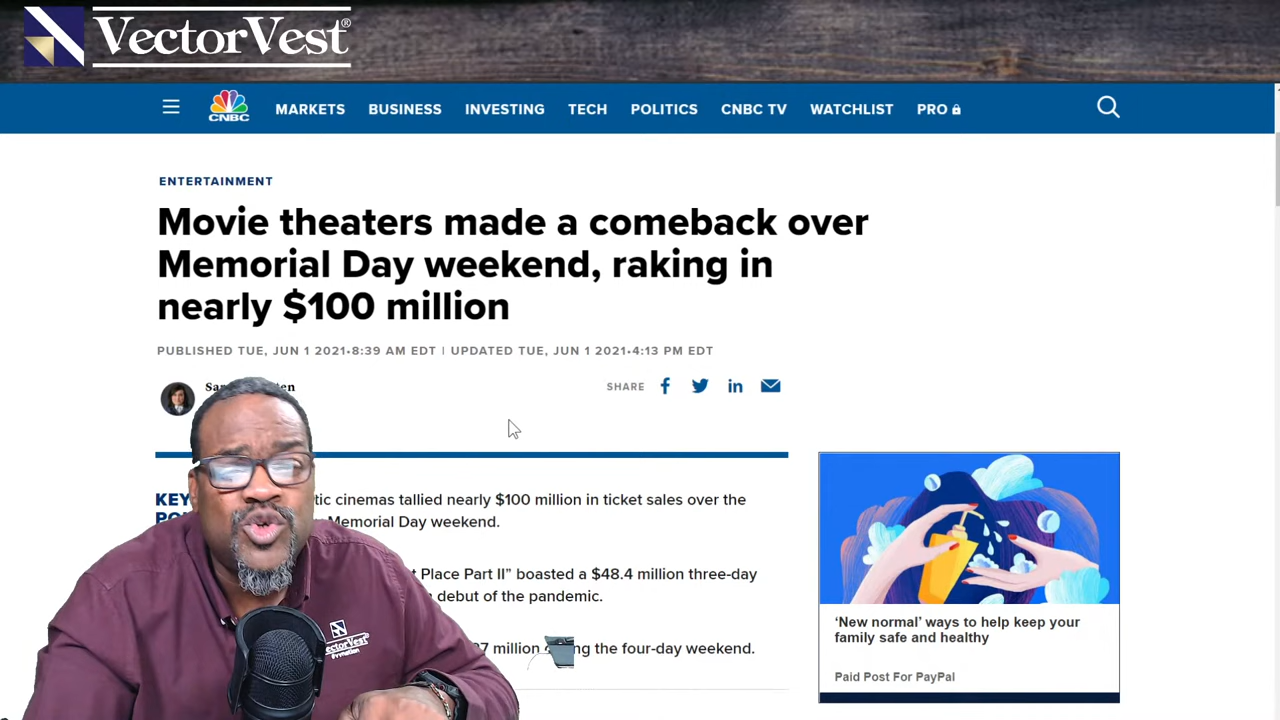 VectorVest®
CNBC
MARKETS BUSINESS INVESTING TECH POLITICS CNBC TV WATCHLIST PRO
ENTERTAINMENT
Movie theaters made a comeback over
Memorial Day weekend, raking in
nearly $100 million
PUBLISHED TUE, JUN 1 2021•8:39 AM EDT | UPDATED TUE, JUN 1 2021•4:13 PM EDT
SHARE
KEY
tic cinemas tallied nearly $100 million in ticket sales over the
Memorial Day weekend.
t Place Part II” boasted a $48.4 million three-day
debut of the pandemic.
million the four-day weekend.
‘New normal’ ways to help keep your
family safe and healthy
Paid Post For PayPal
VectorVest